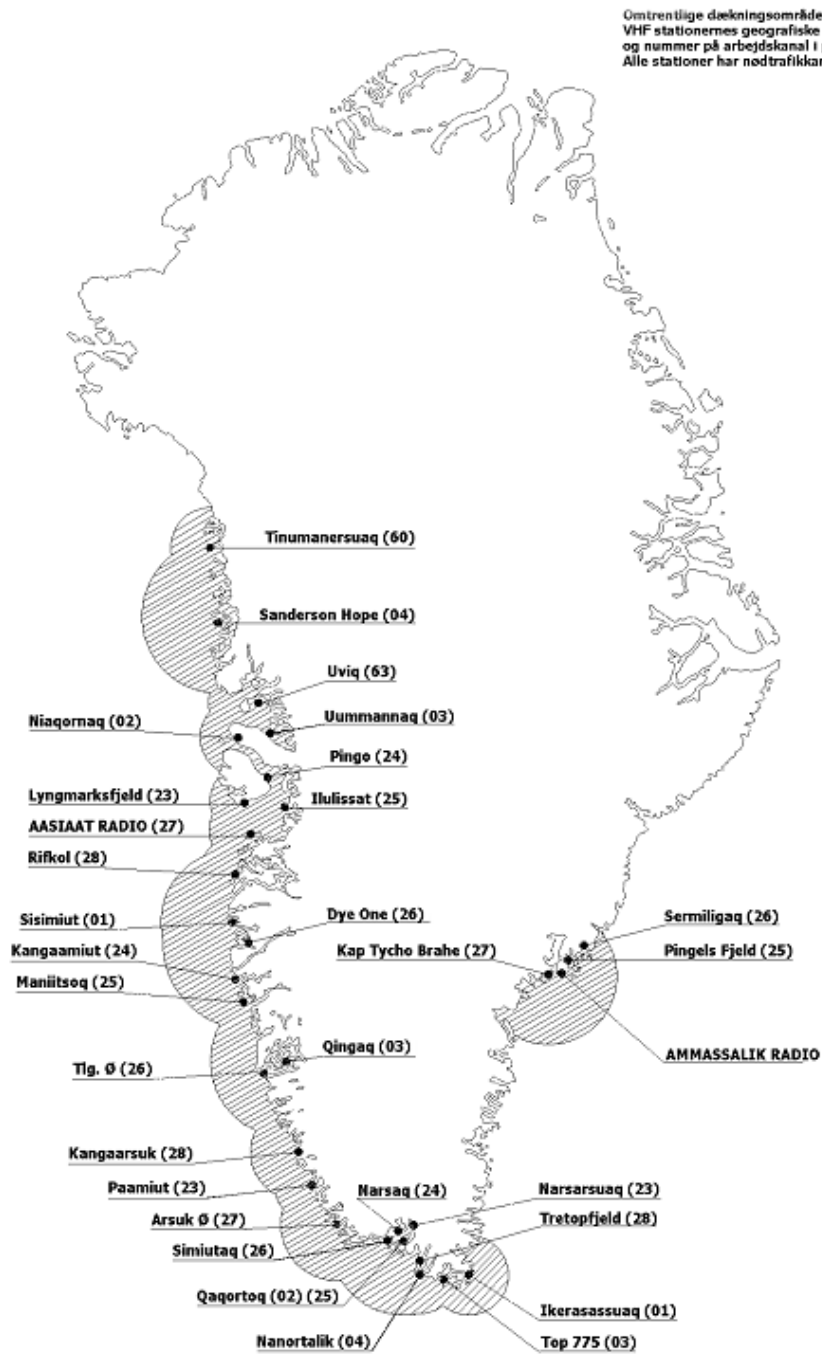 Omtrentlige dækningsområde
VHF stationernes geografiske
og nummer på arbejdskanal i
Alle stationer har nødtrafikkan
Tinumanersuaq (60)
Sanderson Hope (04)
Uviq (63)
Niaqornaq (02)
Uummannaq (03)
Pingo (24)
Lyngmarksfjeld (23)
Ilulissat (25)
AASIAAT RADIO (27)
Rifkol (28)
Sisimiut (01)
Dye One (26)
Sermiligaq (26)
Kangaamiut (24)
Kap Tycho Brahe (27)
Pingels Fjeld (25)
Maniitsoq (25)
Qingaq (03)
AMMASSALIK RADIO
Tlg. Ø (26)
Kangaarsuk (28)
Paamiut (23)
Narsaq (24)
Narsarsuaq (23)
Arsuk Ø (27)
Tretopfjeld (28)
Simiutaq (26)
Qaqortoq (02) (25)
Ikerasassuaq (01)
Nanortalik (04)
Top 775 (03)